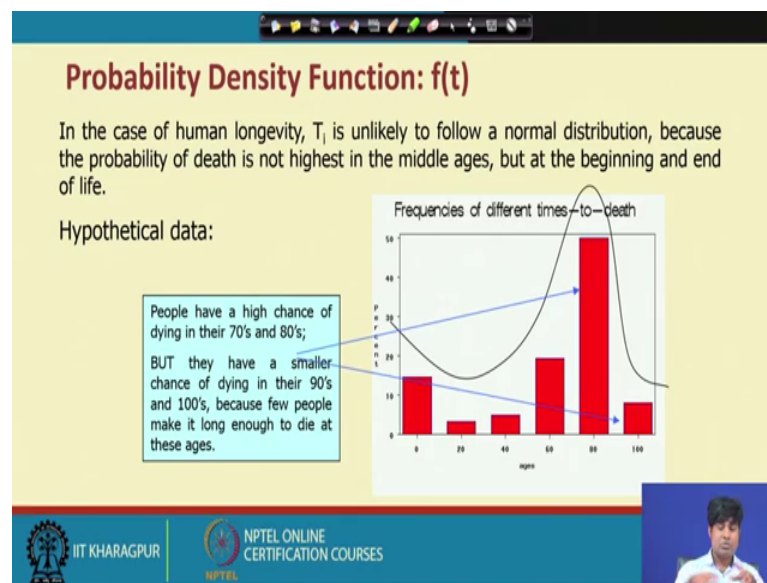 Probability Density Function: f(t)
In the case of human longevity, Ti is unlikely to follow a normal distribution, because
the probability of death is not highest in the middle ages, but at the beginning and end
of life.
Hypothetical data:
People have a high chance of
dying in their 70's and 80's;
BUT they have a smaller
chance of dying in their 90's
and 100's, because few people
make it long enough to die at
these ages.
Frequencies of different times-to-death
Percent
50
40
30
20
10
0
0 20 40 60 80 100
ages
IIT KHARAGPUR
NPTEL
NPTEL ONLINE
CERTIFICATION COURSES